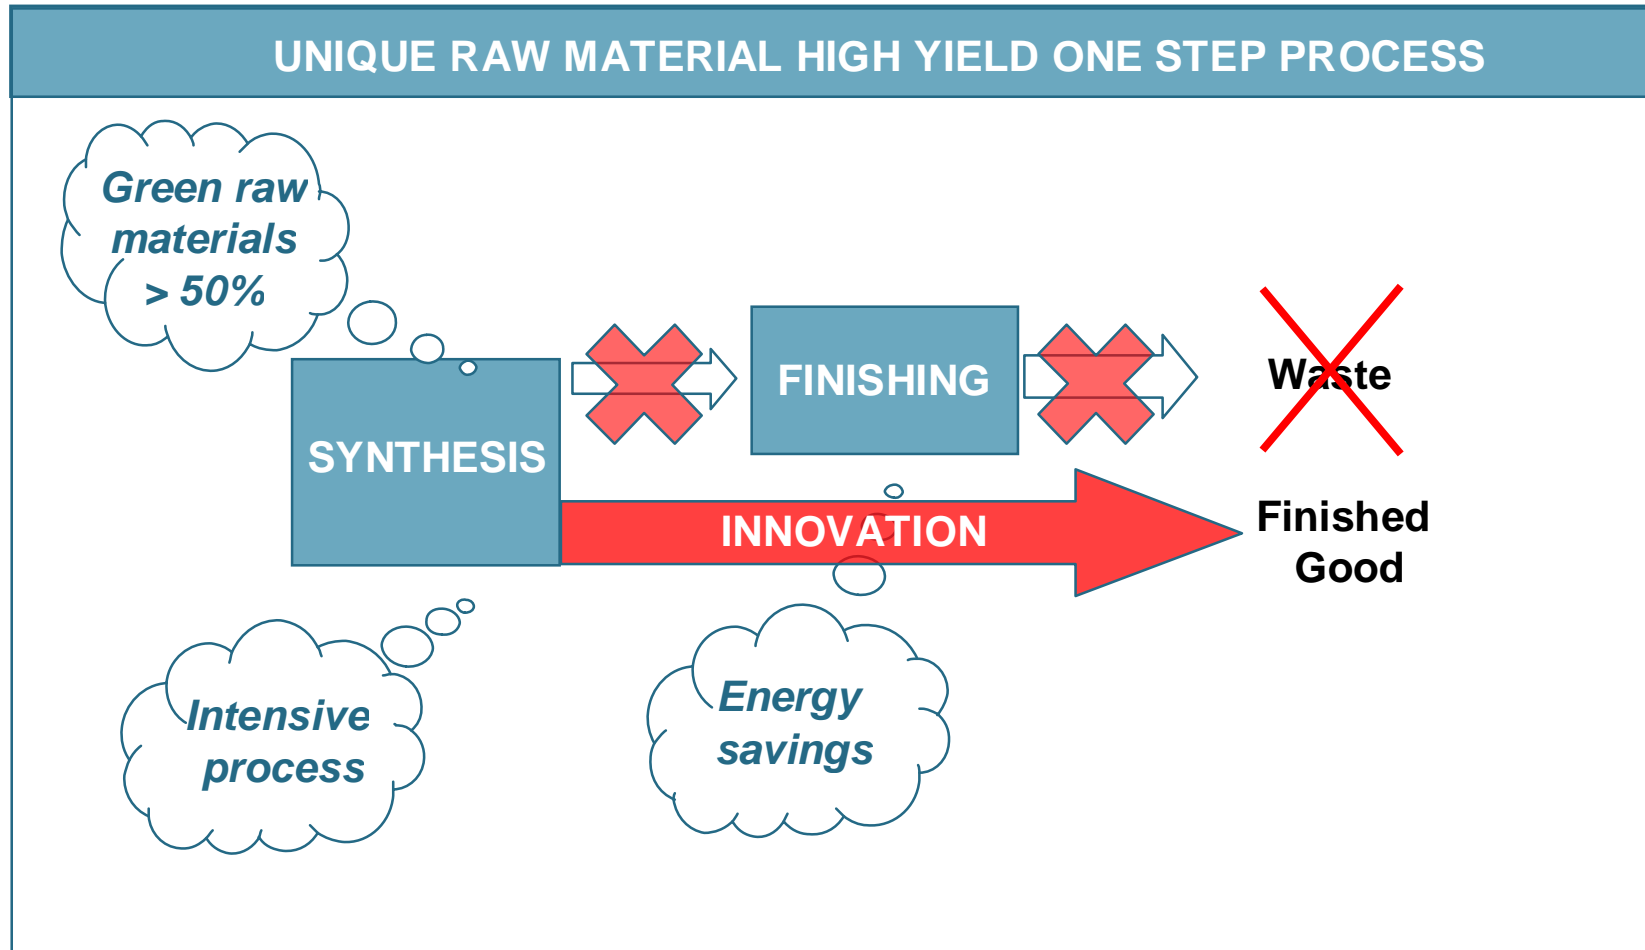 UNIQUE RAW MATERIAL HIGH YIELD ONE STEP PROCESS
Green raw
materials
> 50%
SYNTHESIS
FINISHING
Waste
INNOVATION
Finished
Good
Intensive
process
Energy
savings